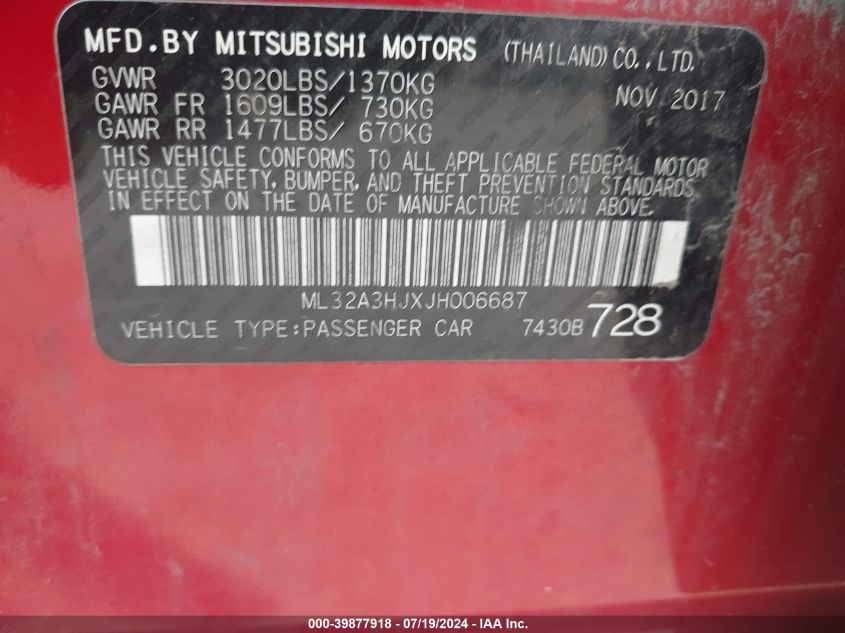 MFD.BY MITSUBISHI MOTORS (THAILAND) CO.,LTD.
GVWR 3020LBS/1370KG NOV 2017
GAWR FR 1609LBS/ 730KG
GAWR RR 1477LBS/ 670KG
THIS VEHICLE CONFORMS TO ALL APPLICABLE FEDERAL MOTOR
VEHICLE SAFETY, BUMPER, AND THEFT PREVENTION STANDARDS
IN EFFECT ON THE DATE OF MANUFACTURE SHOWN ABOVE.
ML32A3HJXJH006687
VEHICLE TYPE:PASSENGER CAR 7430B 728
000-39877918 - 07/19/2024 - IAA Inc.